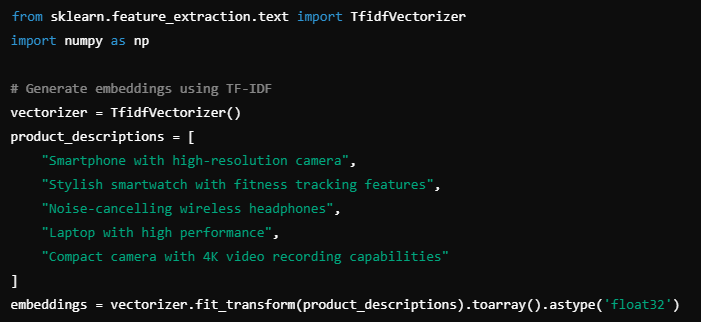 from sklearn.feature_extraction.text import TfidfVectorizer
import numpy as np
# Generate embeddings using TF-IDF
vectorizer = TfidfVectorizer()
product_descriptions = [
    "Smartphone with high-resolution camera",
    "Stylish smartwatch with fitness tracking features",
    "Noise-cancelling wireless headphones",
    "Laptop with high performance",
    "Compact camera with 4K video recording capabilities"
]
embeddings = vectorizer.fit_transform(product_descriptions).toarray().astype('float32')